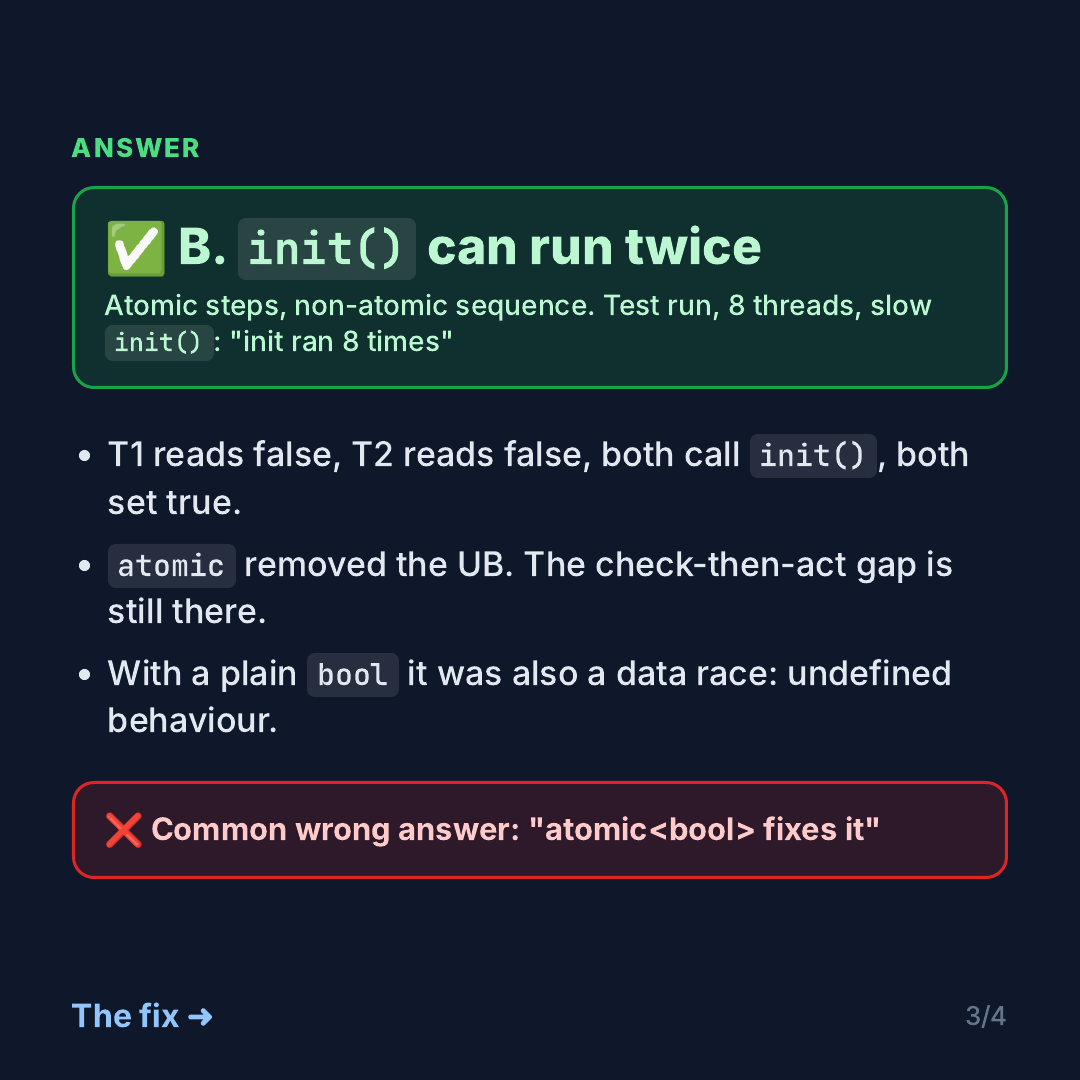 ANSWER
✅ B. init() can run twice
Atomic steps, non-atomic sequence. Test run, 8 threads, slow
init(): "init ran 8 times"
• T1 reads false, T2 reads false, both call init(), both
set true.
• atomic removed the UB. The check-then-act gap is
still there.
• With a plain bool it was also a data race: undefined
behaviour.
❌ Common wrong answer: "atomic<bool> fixes it"
The fix ➜
3/4